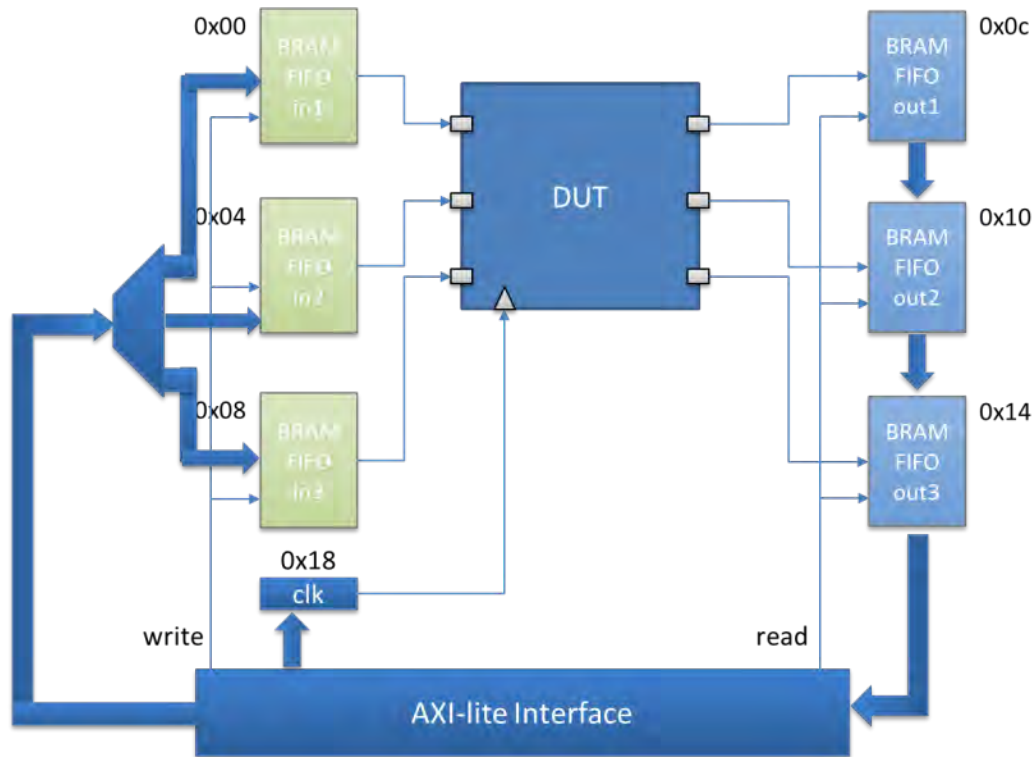 0x00
BRAM
FIFO
in1
0x04
BRAM
FIFO
in2
0x08
BRAM
FIFO
in3
DUT
0x0c
BRAM
FIFO
out1
0x10
BRAM
FIFO
out2
0x14
BRAM
FIFO
out3
0x18
clk
write
read
AXI-lite Interface